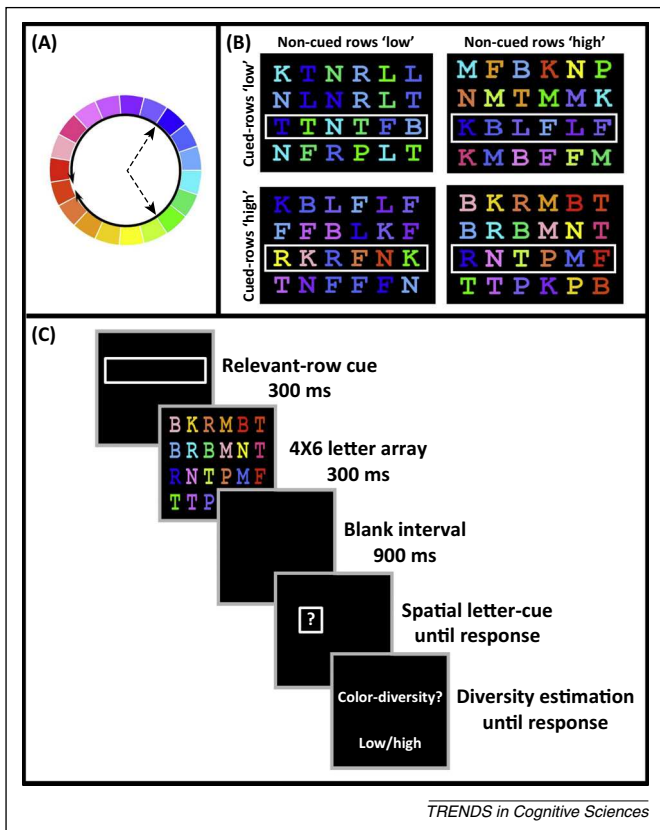 (A)
(B)
Non-cued rows ‘low’
Non-cued rows ‘high’
Cued-rows ‘low’
K T N R L L
N L N R L T
T T N T F B
N F R P L T
M F B K N P
N M T M M K
K B L F L F
K M B F F M
Cued-rows ‘high’
K B L F L F
F F B L K F
R K R F N K
T N F F F N
B K R M B T
B R B M N T
R N T P M F
T T P K P B
(C)
Relevant-row cue
300 ms
B K R M B T
B R B M N T
R N T P M F
T T P
4X6 letter array
300 ms
Blank interval
900 ms
?
Spatial letter-cue
until response
Color-diversity?
Low/high
Diversity estimation
until response
TRENDS in Cognitive Sciences